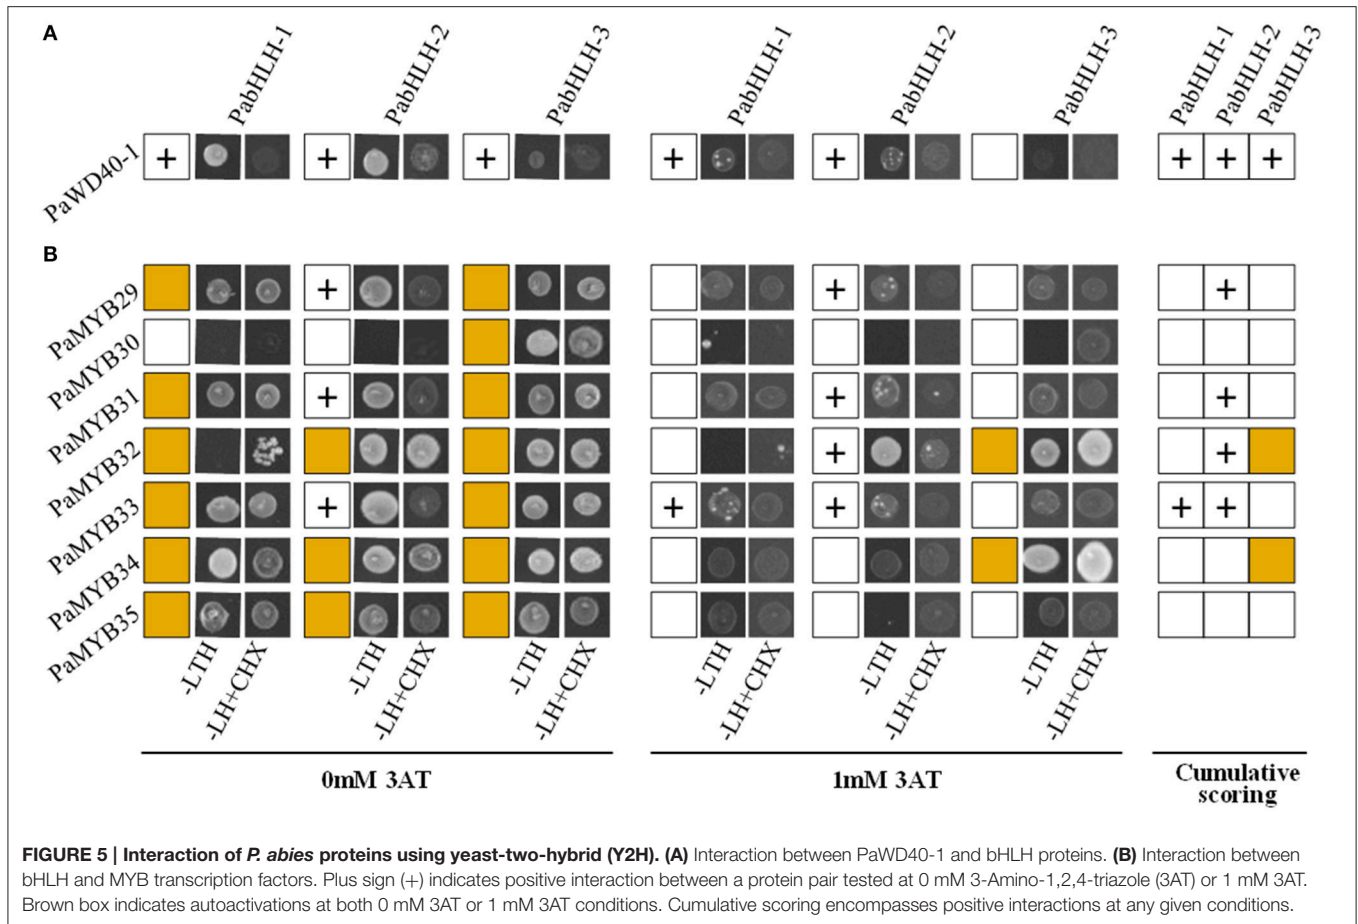 A
PabHLH-1 PabHLH-2 PabHLH-3 PabHLH-1 PabHLH-2 PabHLH-3 PabHLH-1 PabHLH-2 PabHLH-3
PaWD40-1 + + + + + + + +
B
PaMYB29 + + +
PaMYB30
PaMYB31 + + +
PaMYB32 + +
PaMYB33 + + + + +
PaMYB34
PaMYB35
-LTH -LH+CHX -LTH -LH+CHX -LTH -LH+CHX -LTH -LH+CHX -LTH -LH+CHX -LTH -LH+CHX
0mM 3AT 1mM 3AT Cumulative
scoring
FIGURE 5 | Interaction of P. abies proteins using yeast-two-hybrid (Y2H). (A) Interaction between PaWD40-1 and bHLH proteins. (B) Interaction between
bHLH and MYB transcription factors. Plus sign (+) indicates positive interaction between a protein pair tested at 0 mM 3-Amino-1,2,4-triazole (3AT) or 1 mM 3AT.
Brown box indicates autoactivations at both 0 mM 3AT or 1 mM 3AT conditions. Cumulative scoring encompasses positive interactions at any given conditions.